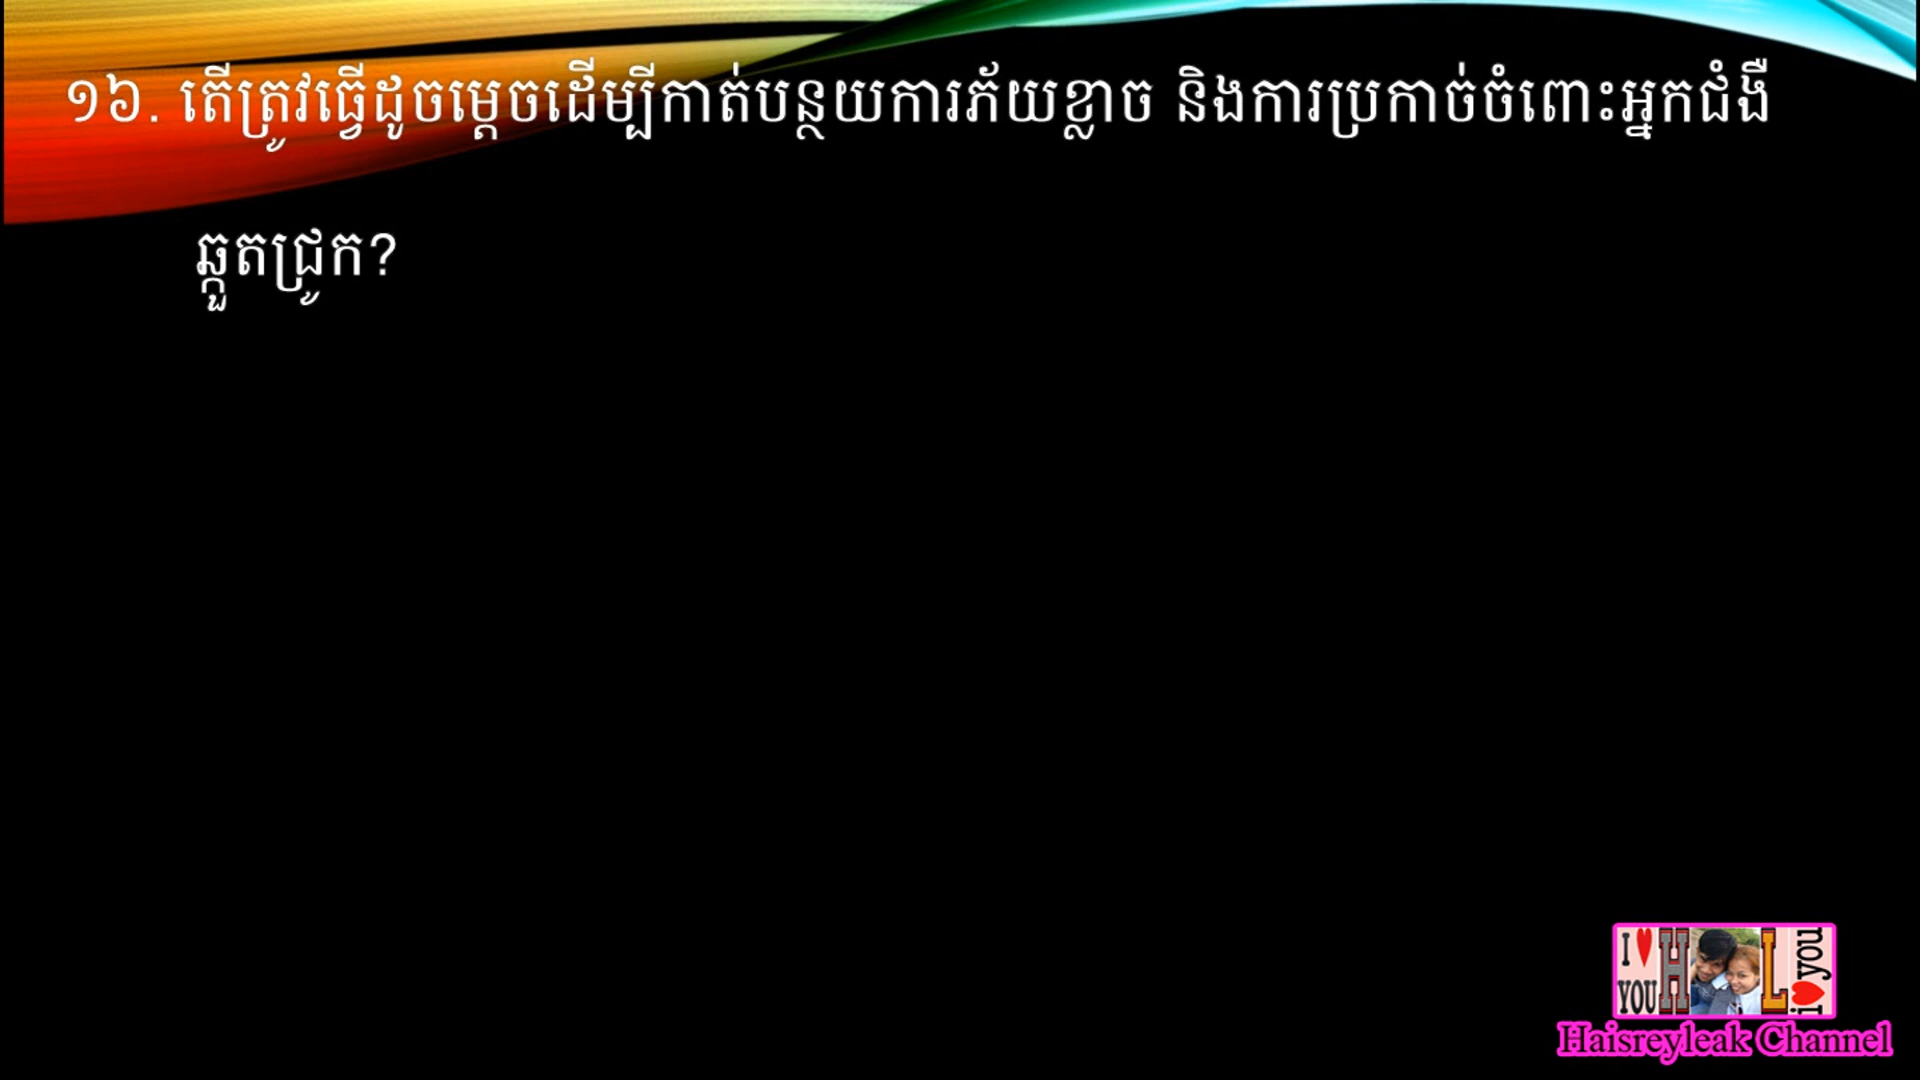 ១៦. តើត្រូវធ្វើដូចម្ដេចដើម្បីកាត់បន្ថយការភ័យខ្លាច និងការប្រកាច់ចំពោះអ្នកជំងឺ
ឆ្កួតជ្រូក?
I ♥ YOU H L i ♥ you
Haisreyleak Channel